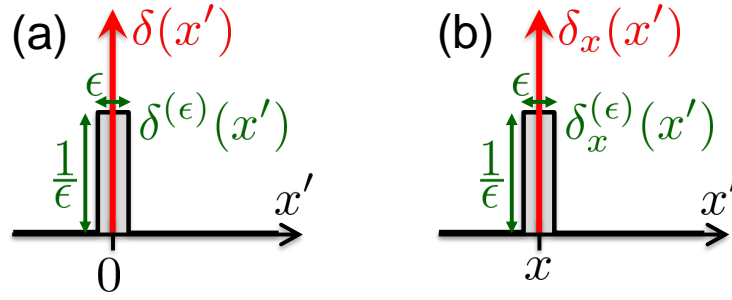 (a) δ(x′)
ϵ
δ^(ϵ)(x′)
1/ϵ
x′
0
(b) δ_x(x′)
ϵ
δ_x^(ϵ)(x′)
1/ϵ
x′
x